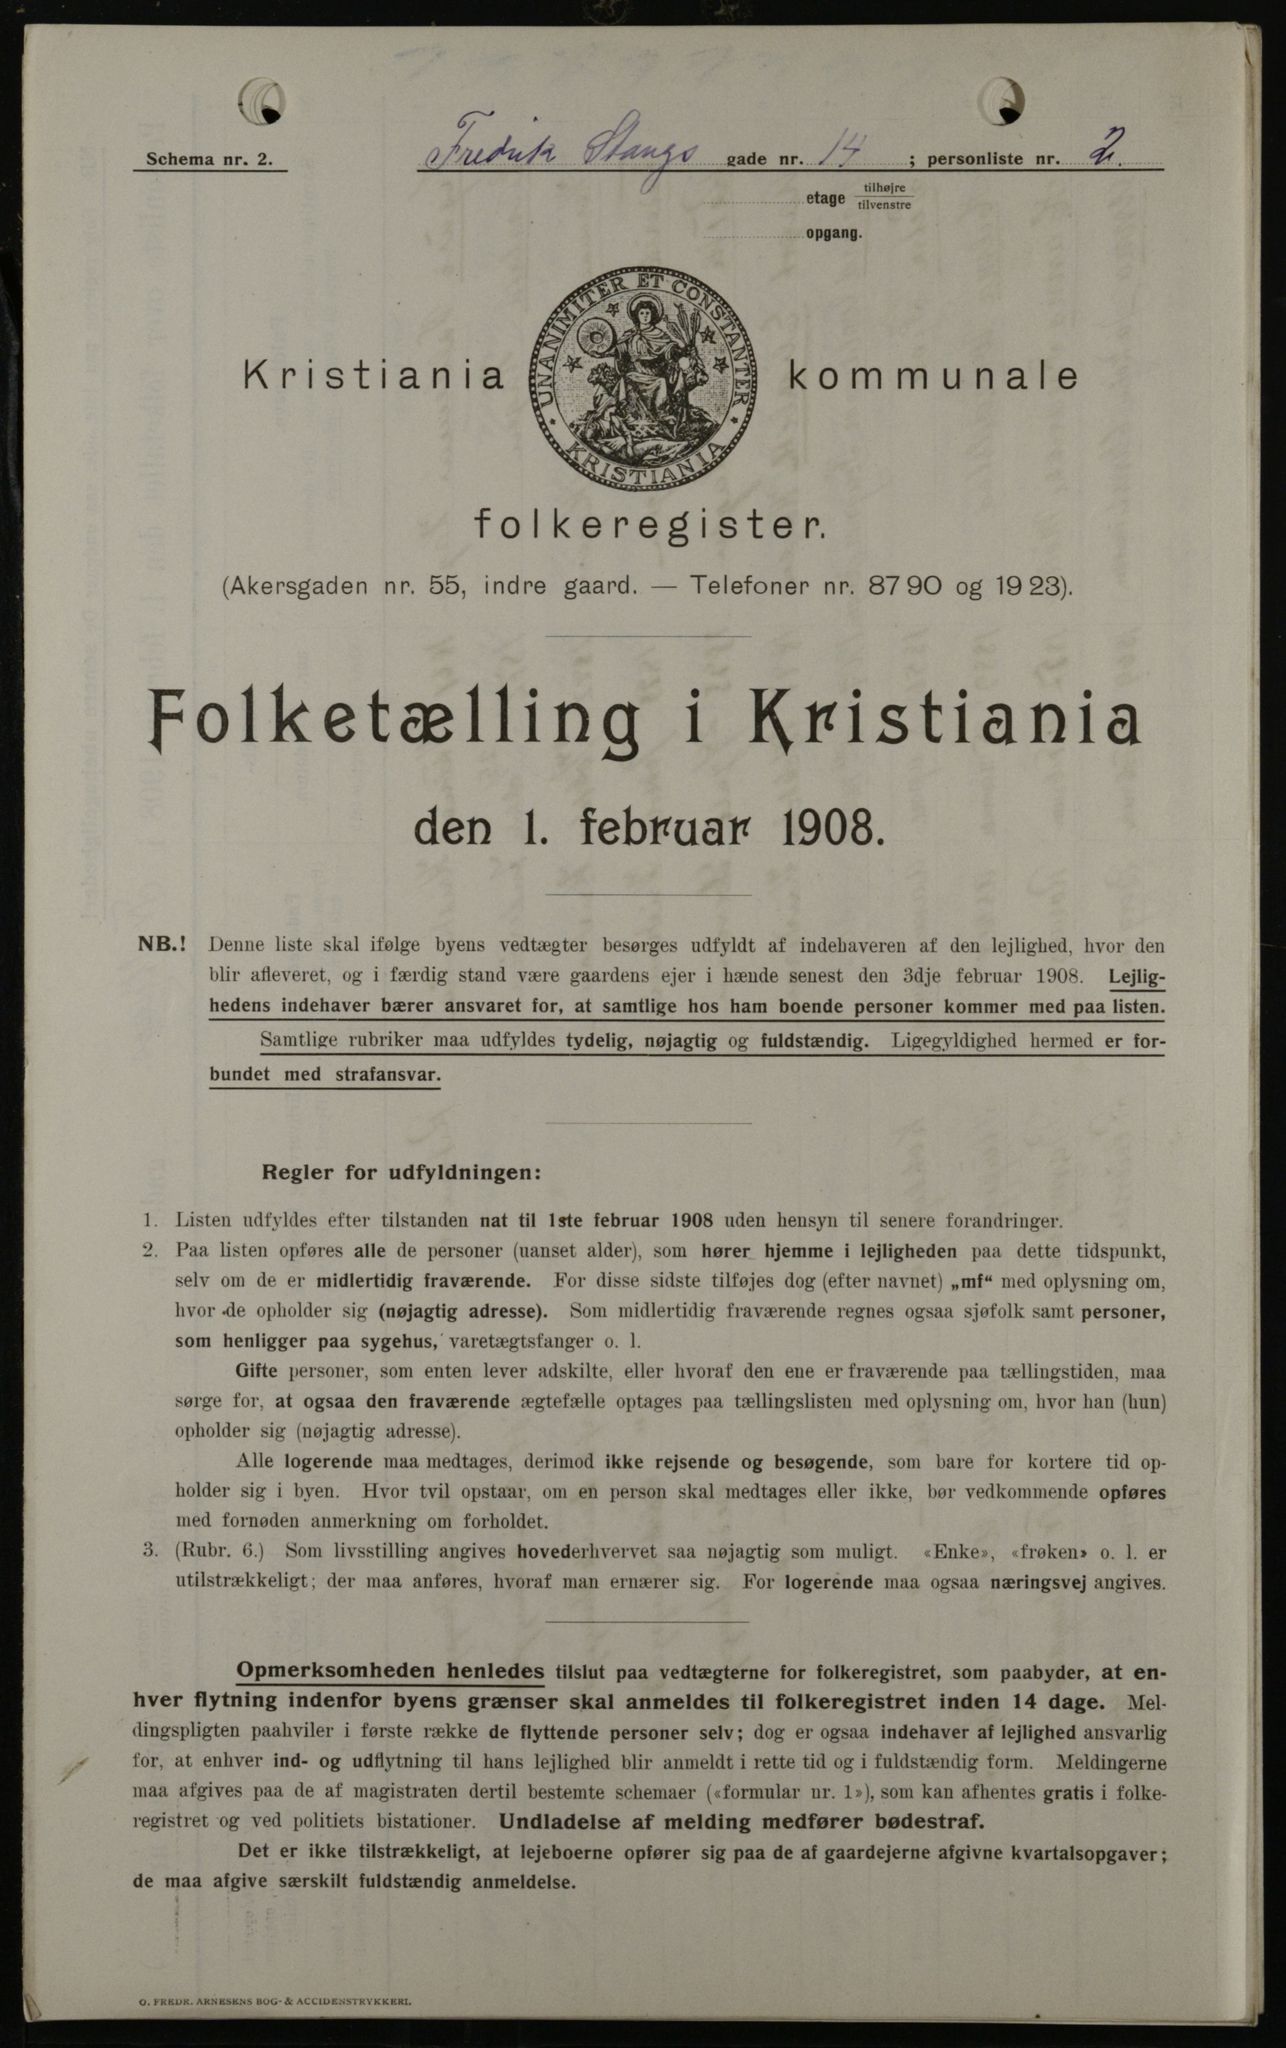 Schema nr. 2.
Fredrik Stangs gade nr. 14 ; personliste nr. 2.
etage tilhøjre
tilvenstre
opgang.
UNANIMITER ET CONSTANTER
KRISTIANIA
Kristiania kommunale
folkeregister.
(Akersgaden nr. 55, indre gaard. — Telefoner nr. 8790 og 1923).
Folketælling i Kristiania
den 1. februar 1908.
NB.! Denne liste skal ifølge byens vedtægter besørges udfyldt af indehaveren af den lejlighed, hvor den
blir afleveret, og i færdig stand være gaardens ejer i hænde senest den 3dje februar 1908. Lejlig-
hedens indehaver bærer ansvaret for, at samtlige hos ham boende personer kommer med paa listen.
Samtlige rubriker maa udfyldes tydelig, nøjagtig og fuldstændig. Ligegyldighed hermed er for-
bundet med strafansvar.
Regler for udfyldningen:
1. Listen udfyldes efter tilstanden nat til 1ste februar 1908 uden hensyn til senere forandringer.
2. Paa listen opføres alle de personer (uanset alder), som hører hjemme i lejligheden paa dette tidspunkt,
selv om de er midlertidig fraværende. For disse sidste tilføjes dog (efter navnet) „mf“ med oplysning om,
hvor de opholder sig (nøjagtig adresse). Som midlertidig fraværende regnes ogsaa sjøfolk samt personer,
som henligger paa sygehus, varetægtsfanger o. l.
Gifte personer, som enten lever adskilte, eller hvoraf den ene er fraværende paa tællingstiden, maa
sørge for, at ogsaa den fraværende ægtefælle optages paa tællingslisten med oplysning om, hvor han (hun)
opholder sig (nøjagtig adresse).
Alle logerende maa medtages, derimod ikke rejsende og besøgende, som bare for kortere tid op-
holder sig i byen. Hvor tvil opstaar, om en person skal medtages eller ikke, bør vedkommende opføres
med fornøden anmerkning om forholdet.
3. (Rubr. 6.) Som livsstilling angives hovederhvervet saa nøjagtig som muligt. «Enke», «frøken» o. l. er
utilstrækkeligt; der maa anføres, hvoraf man ernærer sig. For logerende maa ogsaa næringsvej angives.
Opmerksomheden henledes tilslut paa vedtægterne for folkeregistret, som paabyder, at en-
hver flytning indenfor byens grænser skal anmeldes til folkeregistret inden 14 dage. Mel-
dingspligten paahviler i første række de flyttende personer selv; dog er ogsaa indehaver af lejlighed ansvarlig
for, at enhver ind- og udflytning til hans lejlighed blir anmeldt i rette tid og i fuldstændig form. Meldingerne
maa afgives paa de af magistraten dertil bestemte schemaer («formular nr. 1»), som kan afhentes gratis i folke-
registret og ved politiets bistationer. Undladelse af melding medfører bødestraf.
Det er ikke tilstrækkeligt, at lejeboerne opfører sig paa de af gaardejerne afgivne kvartalsopgaver;
de maa afgive særskilt fuldstændig anmeldelse.
O. FREDR. ARNESENS BOG- & ACCIDENSTRYKKERI.